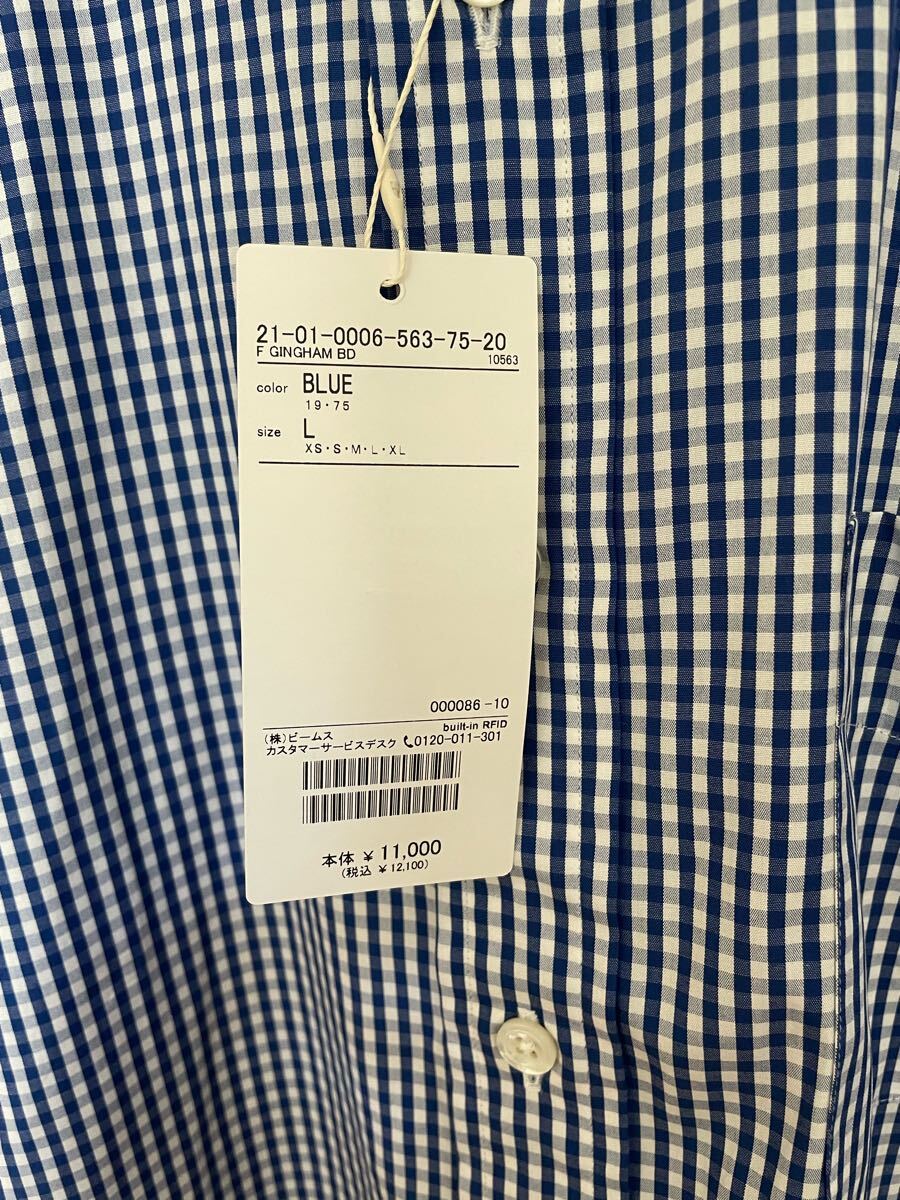 21-01-0006-563-75-20
F GINGHAM BD 10563
color BLUE
19・75
size L
XS・S・M・L・XL
000086-10
built-in RFID
(株)ビームス
カスタマーサービスデスク 📞0120-011-301
本体 ¥11,000
(税込 ¥12,100)